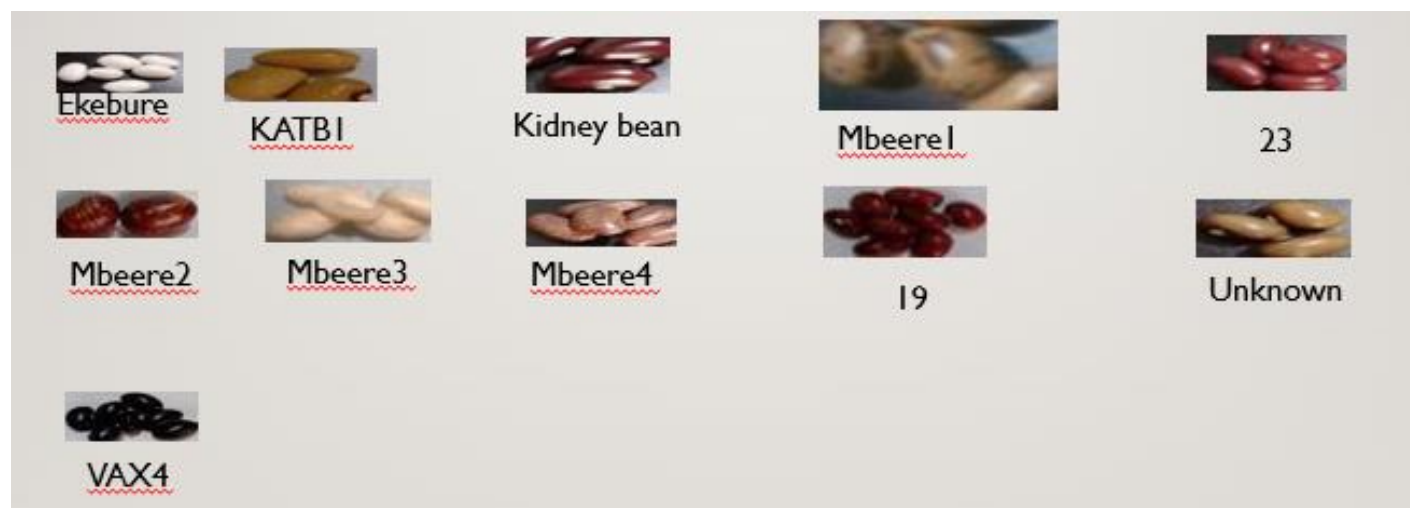 Ekebure
KATB1
Kidney bean
Mbeere1
23
Mbeere2
Mbeere3
Mbeere4
19
Unknown
VAX4